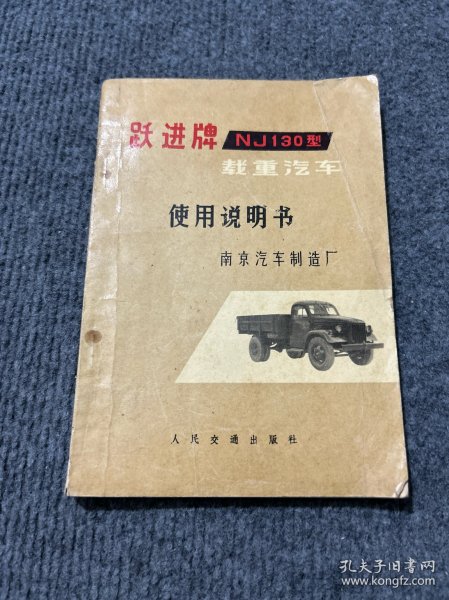 跃进牌 NJ130型
载重汽车
使用说明书
南京汽车制造厂
人民交通出版社
孔夫子旧书网
www.kongfz.com